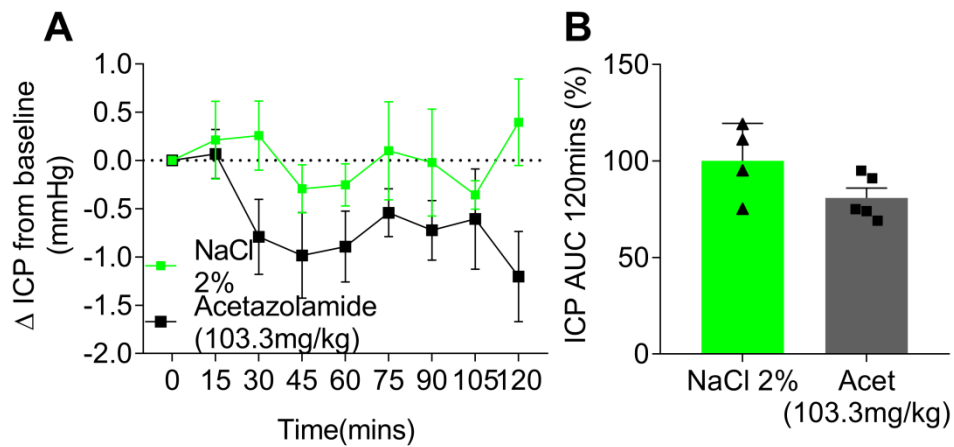 A
Δ ICP from baseline
(mmHg)
1.0
0.5
0.0
-0.5
-1.0
-1.5
-2.0
NaCl
2%
Acetazolamide
(103.3mg/kg)
0 15 30 45 60 75 90 105 120
Time(mins)
B
ICP AUC 120mins (%)
150
100
50
0
NaCl 2% Acet
(103.3mg/kg)